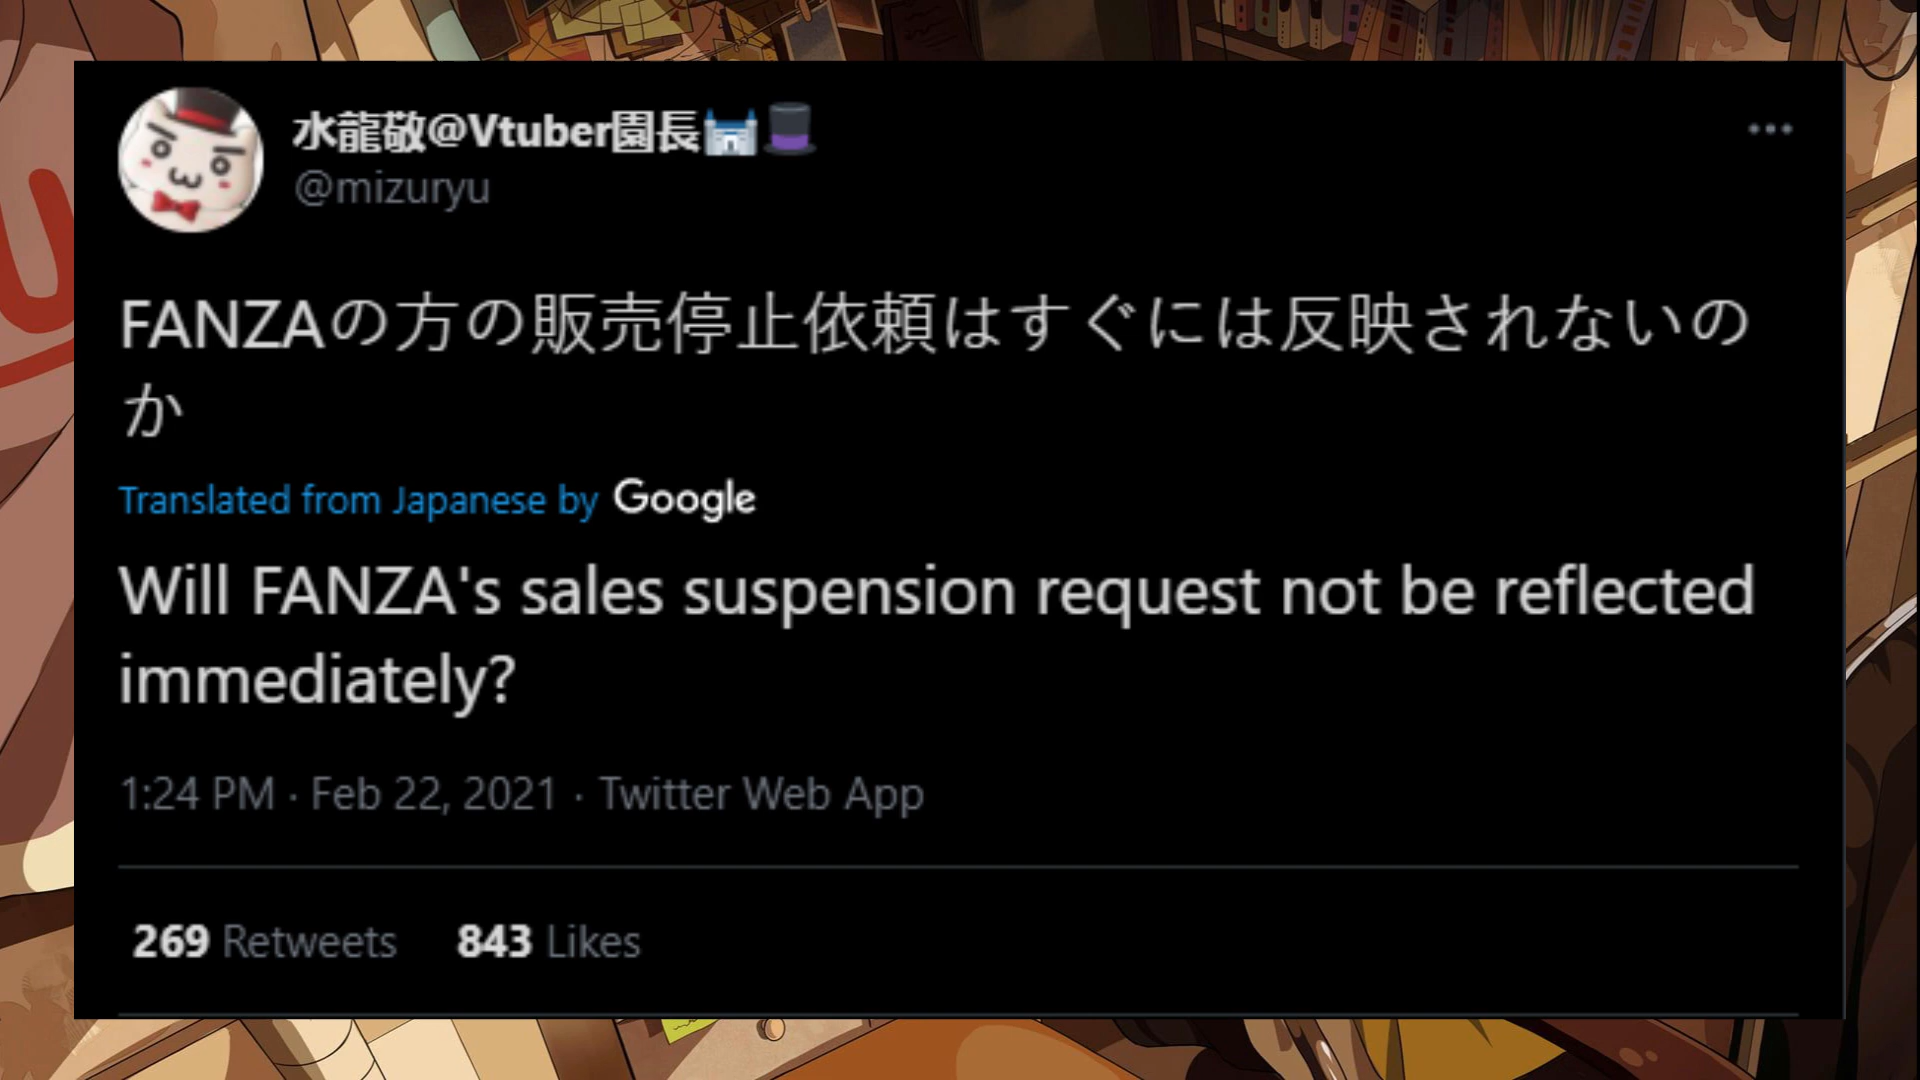 水龍敬@Vtuber園長🏰🎩
@mizuryu
FANZAの方の販売停止依頼はすぐには反映されないの
か
Translated from Japanese by Google
Will FANZA's sales suspension request not be reflected
immediately?
1:24 PM · Feb 22, 2021 · Twitter Web App
269 Retweets 843 Likes